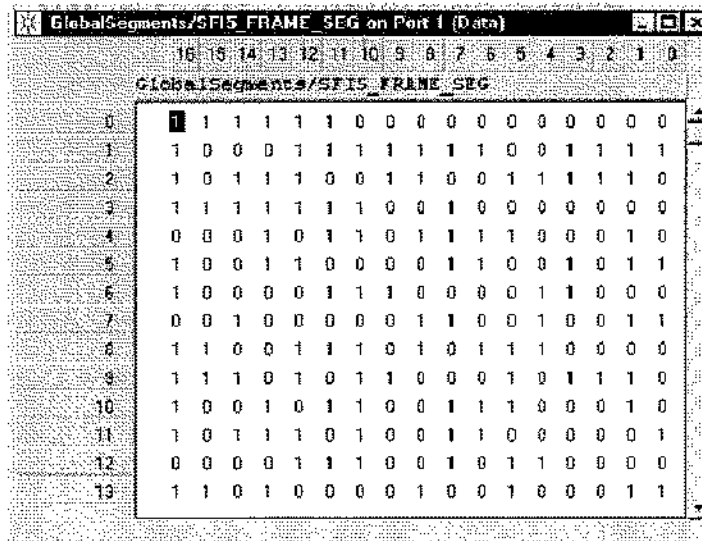 GlobalSegments/SFI5_FRAME_SEG on Port 1 (Data)
16 15 14 13 12 11 10 9 8 7 6 5 4 3 2 1 0
GlobalSegments/SFI5_FRAME_SEG
0 1 1 1 1 1 1 0 0 0 0 0 0 0 0 0 0 0
1 1 0 0 0 1 1 1 1 1 1 1 0 0 1 1 1 1
2 1 0 1 1 1 0 0 1 1 0 0 1 1 1 1 1 0
3 1 1 1 1 1 1 1 0 0 1 0 0 0 0 0 0 0
4 0 0 0 1 0 1 1 0 1 1 1 1 0 0 0 1 0
5 1 0 0 1 1 0 0 0 0 1 1 0 0 1 0 1 1
6 1 0 0 0 0 1 1 1 0 0 0 0 1 1 0 0 0
7 0 0 1 0 0 0 0 0 1 1 0 0 1 0 0 1 1
8 1 1 0 0 1 1 1 0 1 0 1 1 1 0 0 0 0
9 1 1 1 0 1 0 1 1 0 0 0 1 0 1 1 1 0
10 1 0 0 1 0 1 1 0 0 1 1 1 0 0 0 1 0
11 1 0 1 1 1 0 1 0 0 1 1 0 0 0 0 0 1
12 0 0 0 0 1 1 1 0 0 1 0 1 1 0 0 0 0
13 1 1 0 1 0 0 0 0 1 0 0 1 0 0 0 1 1